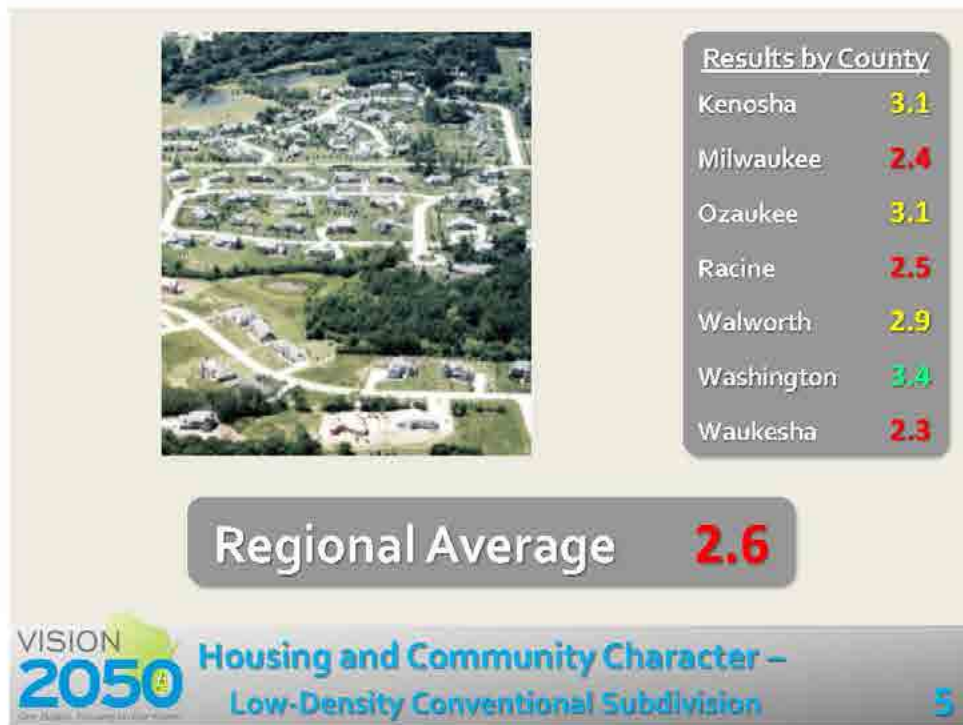 Results by County
Kenosha 3.1
Milwaukee 2.4
Ozaukee 3.1
Racine 2.5
Walworth 2.9
Washington 3.4
Waukesha 2.3
Regional Average 2.6
VISION
2050
Housing and Community Character –
Low-Density Conventional Subdivision 5